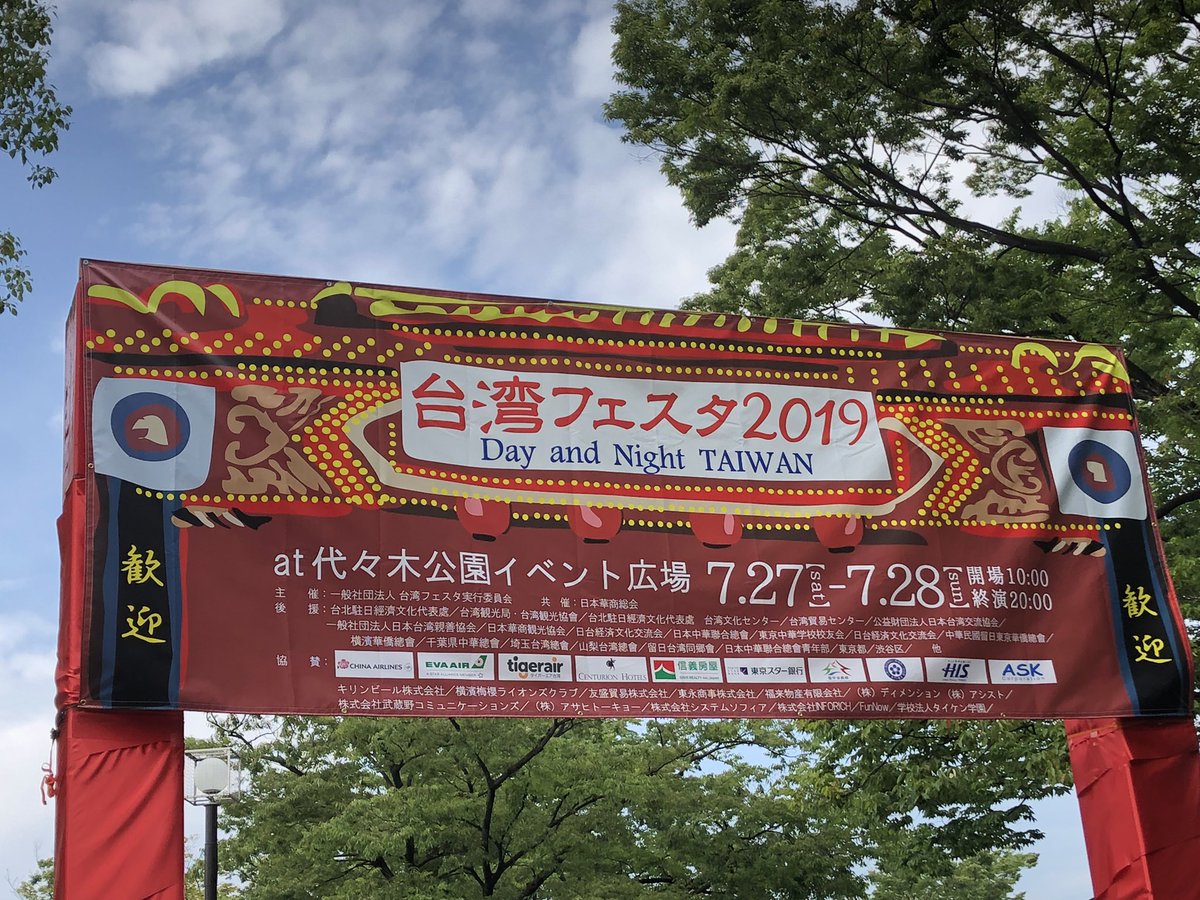 台湾フェスタ2019
Day and Night TAIWAN
歓迎
歓迎
at 代々木公園イベント広場 7.27[sat]-7.28[sun] 開場10:00 終演20:00
主　催：一般社団法人 台湾フェスタ実行委員会　　共　催：日本華商総会
後　援：台北駐日経済文化代表處／台湾観光局・台湾観光協會／台北駐日経済文化代表處　台湾文化センター／台湾貿易センター／公益財団法人日本台湾交流協会／
一般社団法人日本台湾親善協会／日本華商観光協会／日台経済文化交流会／日本中華聯合總會／東京中華学校校友会／日台経済文化交流会／中華民國留日東京華僑總會／
横濱華僑總會／千葉県中華總會／埼玉台湾總會／山梨台湾總會／留日台湾同郷会／日本中華聯合總會青年部／東京都／渋谷区／　他
協　賛：
CHINA AIRLINES
EVA AIR
A STAR ALLIANCE MEMBER
tigerair
タイガーエア台湾
CENTURION HOTELS
信義房屋
東京スター銀行
HIS
ASK
キリンビール株式会社／横濱梅櫻ライオンズクラブ／友盛貿易株式会社／東永商事株式会社／福来物産有限会社／（株）ディメンション（株）アシスト／
株式会社武蔵野コミュニケーションズ／（株）アサヒトーキョー／株式会社システムソフィア／株式会社INFORICH／FunNow／学校法人タイケン学園／